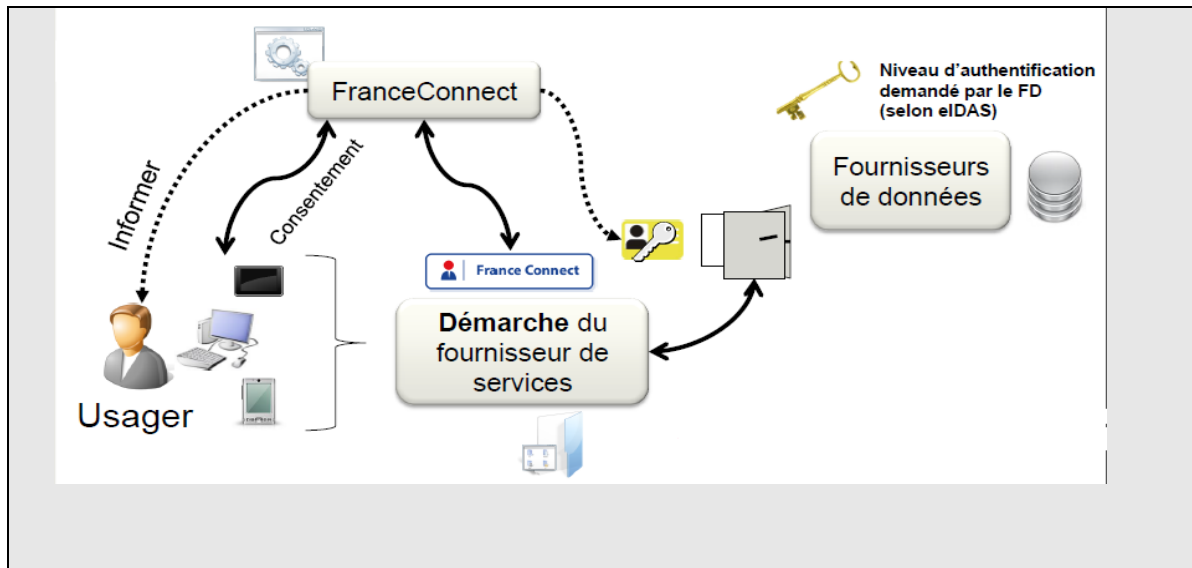 FranceConnect
Niveau d'authentification
demandé par le FD
(selon eIDAS)
Informer
Consentement
Fournisseurs
de données
France Connect
Démarche du
fournisseur de
services
Usager